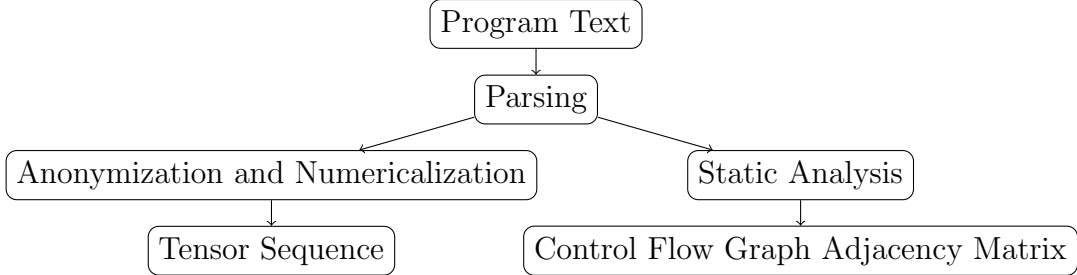 Program Text
Parsing
Anonymization and Numericalization
Static Analysis
Tensor Sequence
Control Flow Graph Adjacency Matrix